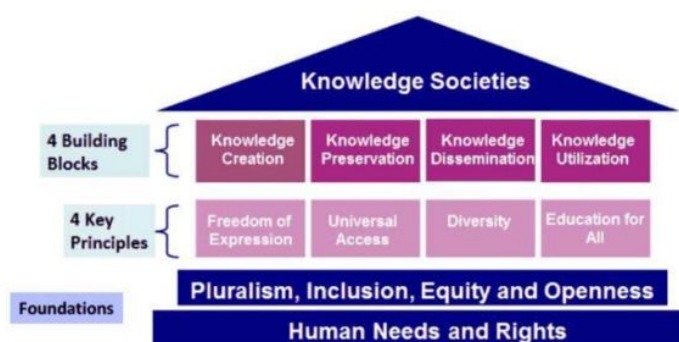 Knowledge Societies
4 Building
Blocks
Knowledge
Creation
Knowledge
Preservation
Knowledge
Dissemination
Knowledge
Utilization
4 Key
Principles
Freedom of
Expression
Universal
Access
Diversity
Education for
All
Foundations
Pluralism, Inclusion, Equity and Openness
Human Needs and Rights